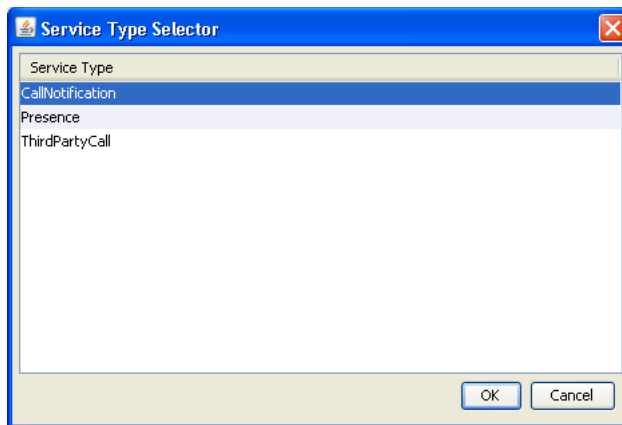 Service Type Selector
Service Type
CallNotification
Presence
ThirdPartyCall
OK Cancel